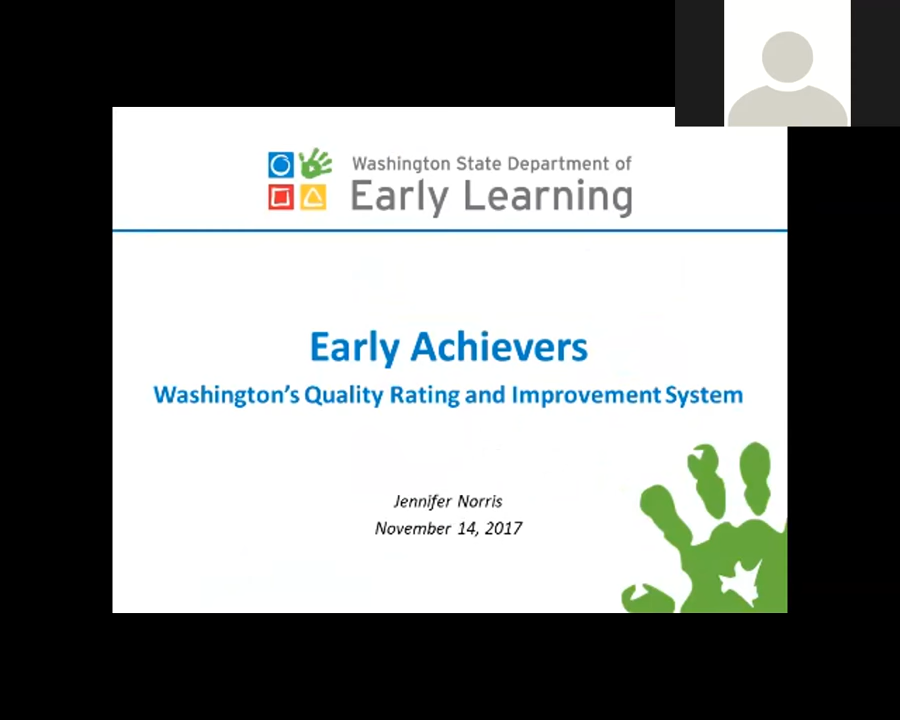 Washington State Department of
Early Learning
Early Achievers
Washington's Quality Rating and Improvement System
Jennifer Norris
November 14, 2017